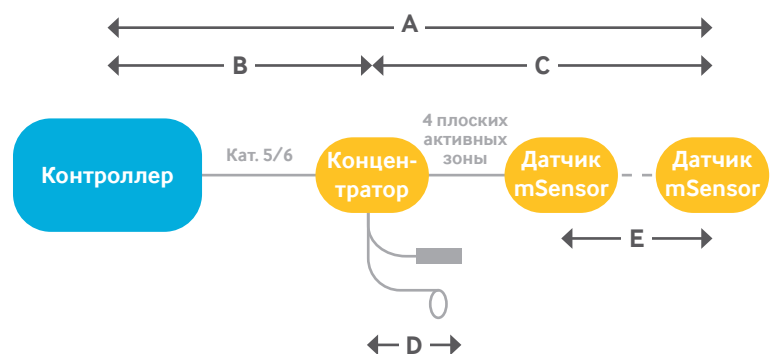 A
B
C
4 плоских
активных
зоны
Кат. 5/6
Контроллер
Концен-
тратор
Датчик
mSensor
Датчик
mSensor
E
D